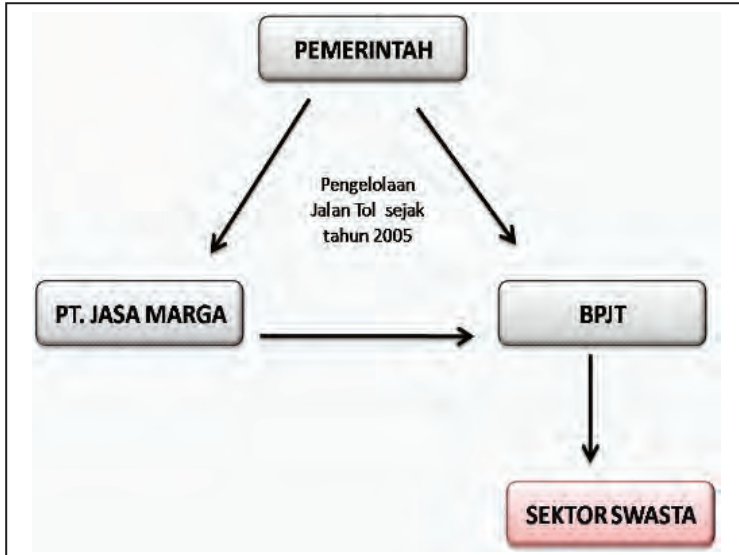 PEMERINTAH
Pengelolaan
Jalan Tol sejak
tahun 2005
PT. JASA MARGA
BPJT
SEKTOR SWASTA